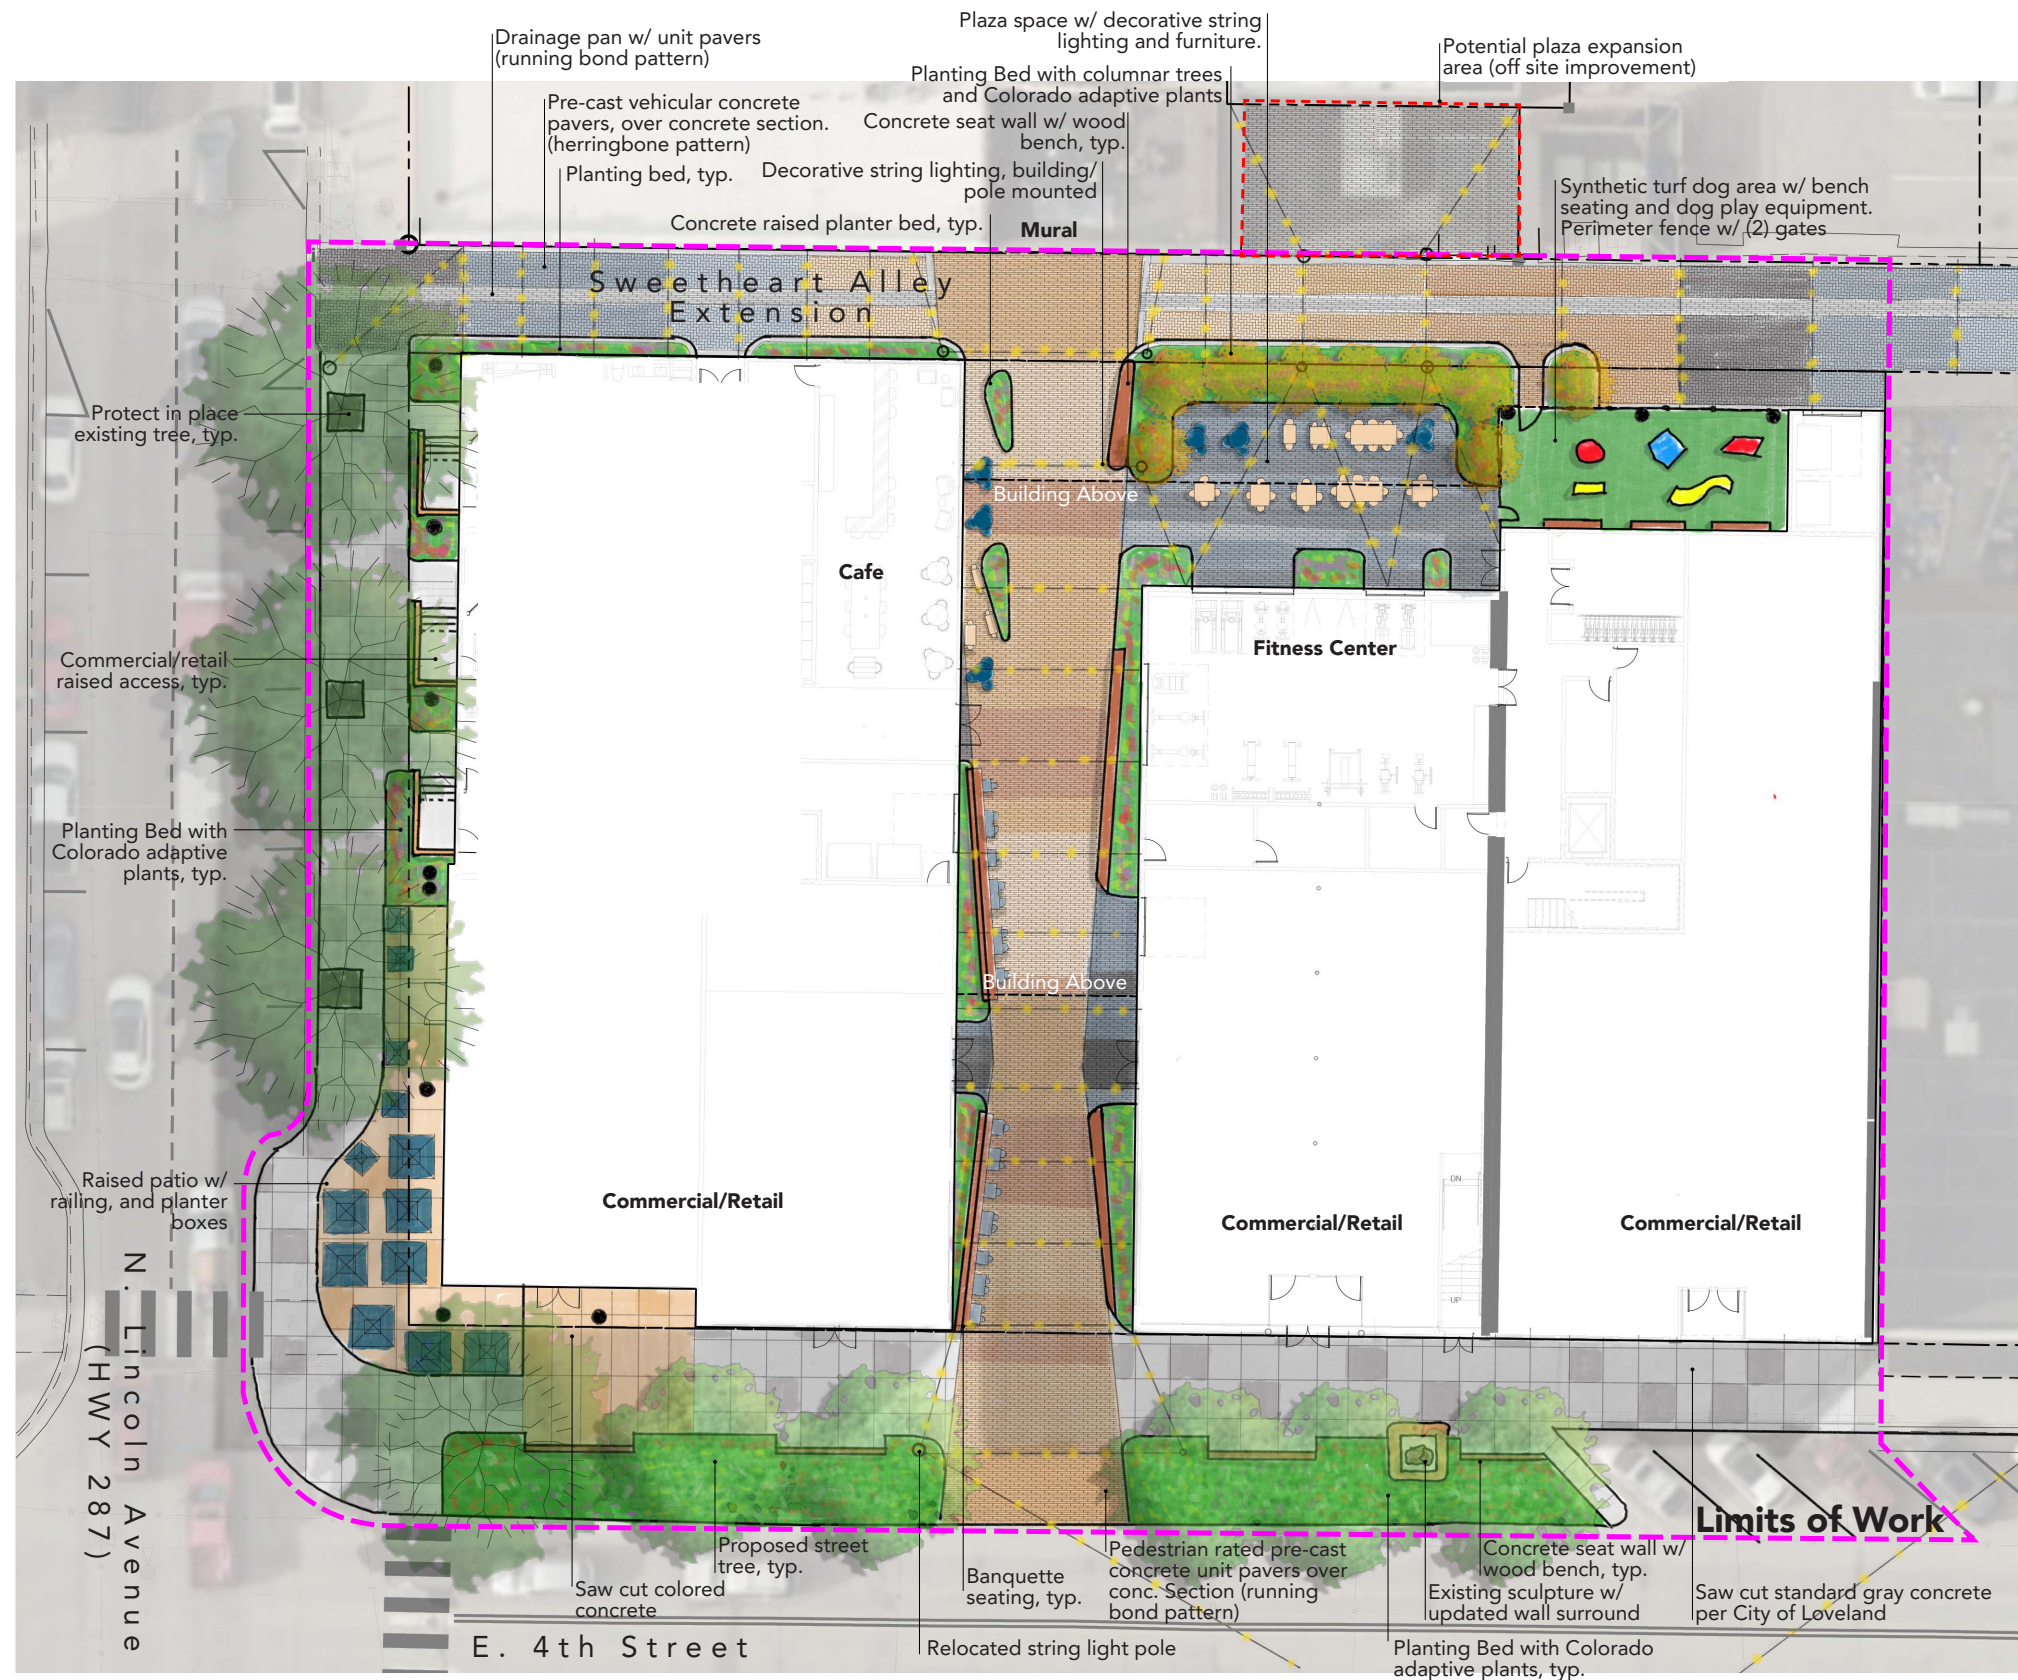 Plaza space w/ decorative string
lighting and furniture.
Drainage pan w/ unit pavers
(running bond pattern)
Potential plaza expansion
area (off site improvement)
Planting Bed with columnar trees
and Colorado adaptive plants
Pre-cast vehicular concrete
pavers, over concrete section.
(herringbone pattern)
Concrete seat wall w/ wood
bench, typ.
Planting bed, typ.
Decorative string lighting, building/
pole mounted
Synthetic turf dog area w/ bench
seating and dog play equipment.
Perimeter fence w/ (2) gates
Concrete raised planter bed, typ.
Mural
Sweetheart Alley
Extension
Protect in place
existing tree, typ.
Building Above
Cafe
Fitness Center
Commercial/retail
raised access, typ.
Planting Bed with
Colorado adaptive
plants, typ.
Building Above
Raised patio w/
railing, and planter
boxes
DN
Commercial/Retail
Commercial/Retail
Commercial/Retail
UP
N. Lincoln Avenue
(HWY 287)
Limits of Work
Proposed street
tree, typ.
Saw cut colored
concrete
Banquette
seating, typ.
Pedestrian rated pre-cast
concrete unit pavers over
conc. Section (running
bond pattern)
Concrete seat wall w/
wood bench, typ.
Existing sculpture w/
updated wall surround
Saw cut standard gray concrete
per City of Loveland
E. 4th Street
Relocated string light pole
Planting Bed with Colorado
adaptive plants, typ.